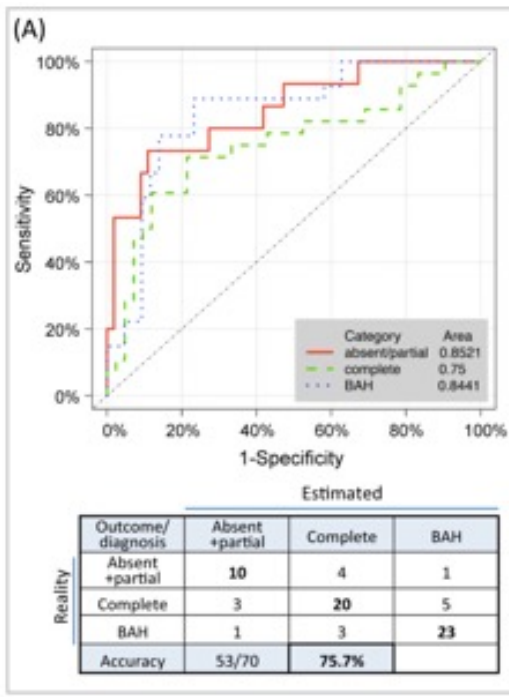 (A)
100%
80%
60%
40%
20%
0%
Sensitivity
Category Area
absent/partial 0.8521
complete 0.75
BAH 0.8441
0% 20% 40% 60% 80% 100%
1-Specificity
Estimated
Outcome/ diagnosis Absent +partial Complete BAH
Reality
Absent +partial 10 4 1
Complete 3 20 5
BAH 1 3 23
Accuracy 53/70 75.7%